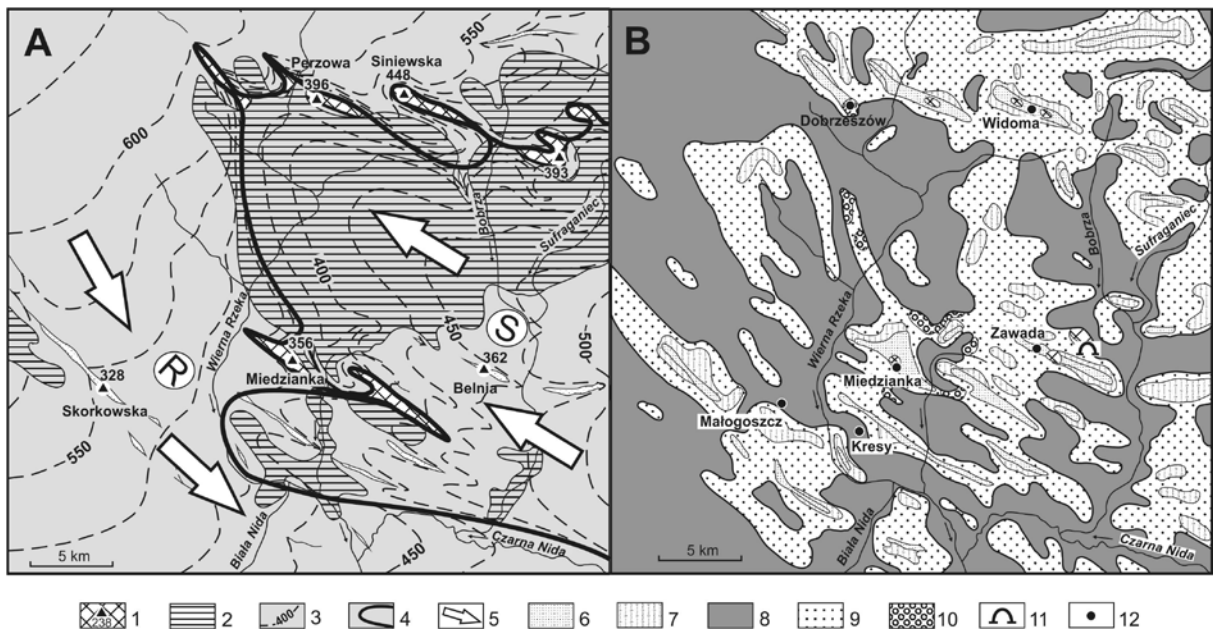 A
550
Perzowa
396
Siniewska
448
393
600
Bobrza
Sufraganiec
400
Wierna Rzeka
450
S
500
356
Miedzianka
362
Belnia
R
328
Skorkowska
550
5 km
Biała Nida
450
Czarna Nida
B
Dobrzeszów
Widoma
Bobrza
Sufraganiec
Wierna Rzeka
Zawada
Miedzianka
Małogoszcz
Kresy
5 km
Biała Nida
Czarna Nida
238 1 2 -400- 3 4 5 6 7 8 9 10 11 12